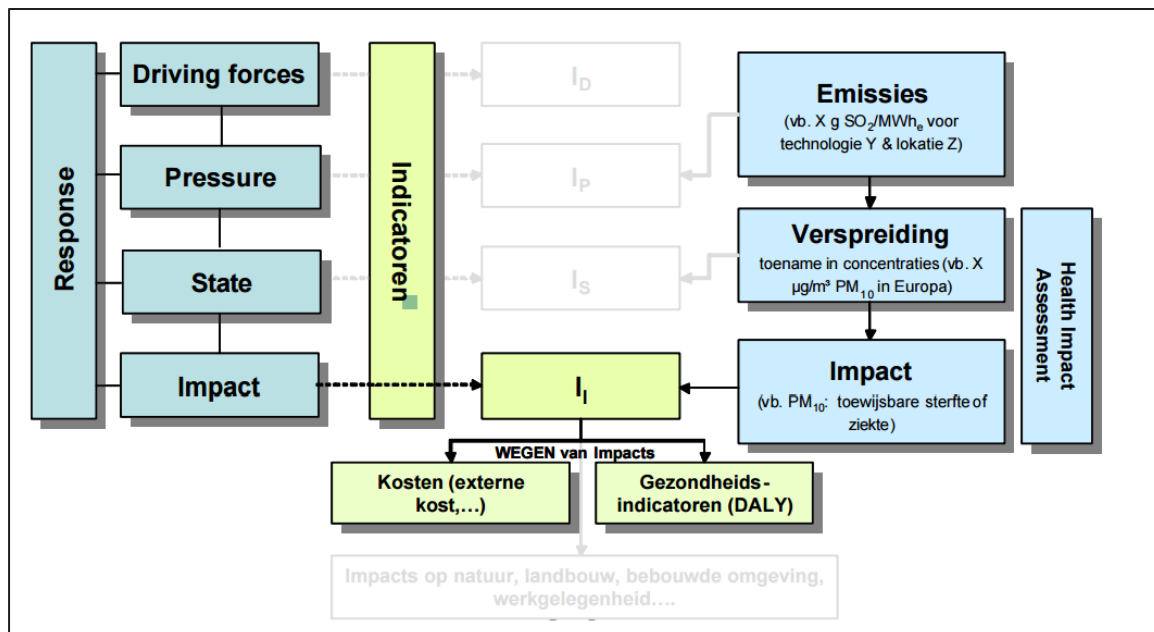 Response
Driving forces
Pressure
State
Impact
Indicatoren
I_D
I_P
I_S
I_I
Emissies
(vb. X g SO₂/MWhₑ voor
technologie Y & lokatie Z)
Verspreiding
toename in concentraties (vb. X
µg/m³ PM₁₀ in Europa)
Impact
(vb. PM₁₀: toewijsbare sterfte of
ziekte)
Health Impact
Assessment
WEGEN van Impacts
Kosten (externe
kost,…)
Gezondheids-
indicatoren (DALY)
Impacts op natuur, landbouw, bebouwde omgeving,
werkgelegenheid….